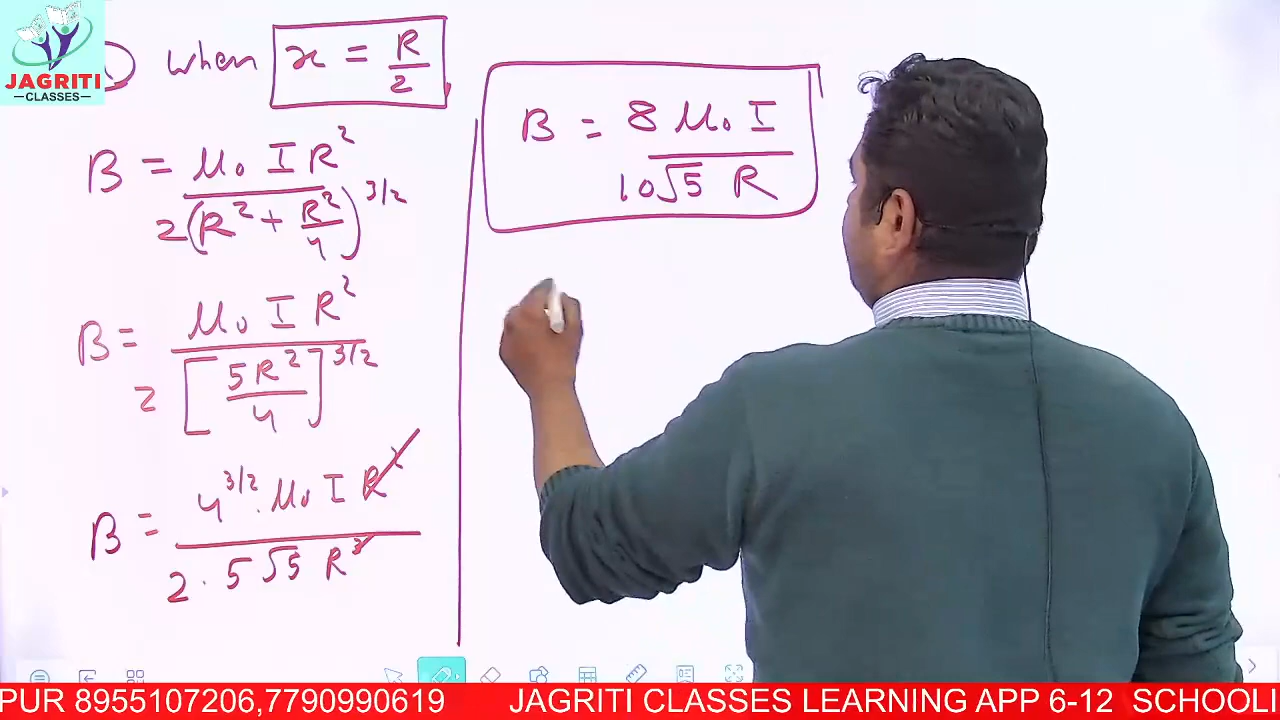 JAGRITI
—CLASSES—
when x = R/2
B = μ₀ I R² / 2(R² + R²/4)^3/2
B = μ₀ I R² / 2 [5R²/4]^3/2
B = 4^3/2 . μ₀ I R² / 2 . 5√5 R³
B = 8 μ₀ I / 10√5 R
PUR 8955107206,7790990619 JAGRITI CLASSES LEARNING APP 6-12 SCHOOLI